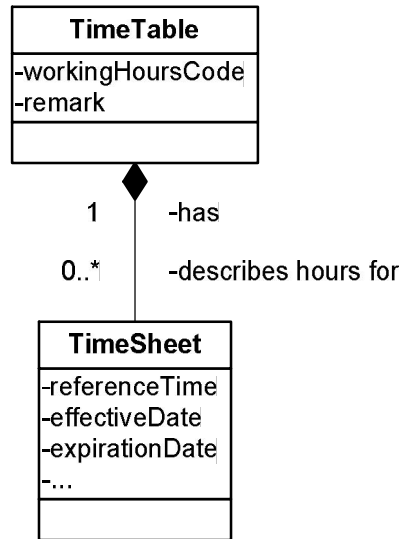 TimeTable
-workingHoursCode
-remark
1 -has
0..* -describes hours for
TimeSheet
-referenceTime
-effectiveDate
-expirationDate
-...